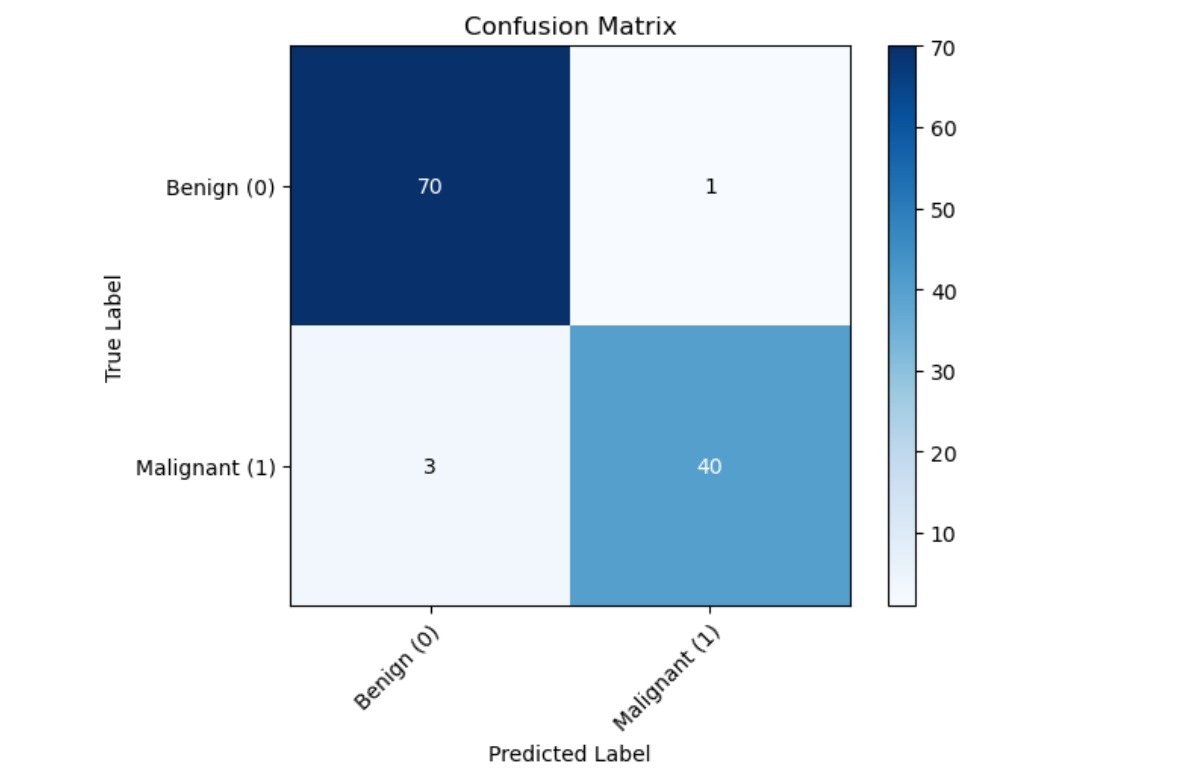 Confusion Matrix
Benign (0)
70
1
Malignant (1)
3
40
True Label
Benign (0)
Malignant (1)
Predicted Label
70
60
50
40
30
20
10